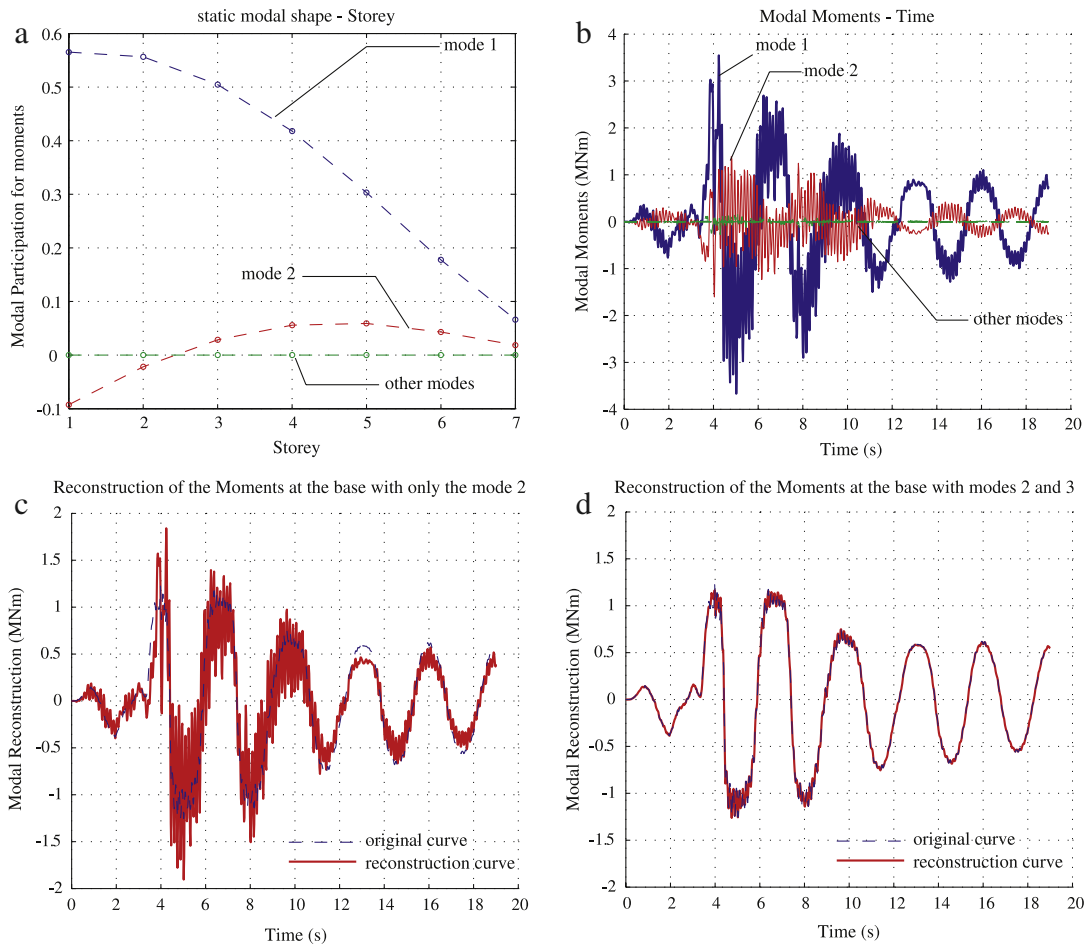 a
static modal shape - Storey
0.6
0.5
0.4
0.3
0.2
0.1
0
-0.1
Modal Participation for moments
mode 1
mode 2
other modes
1 2 3 4 5 6 7
Storey
b
Modal Moments - Time
4
3
2
1
0
-1
-2
-3
-4
Modal Moments (MNm)
mode 1
mode 2
other modes
0 2 4 6 8 10 12 14 16 18 20
Time (s)
Reconstruction of the Moments at the base with only the mode 2
c
2
1.5
1
0.5
0
-0.5
-1
-1.5
-2
Modal Reconstruction (MNm)
original curve
reconstruction curve
0 2 4 6 8 10 12 14 16 18 20
Time (s)
Reconstruction of the Moments at the base with modes 2 and 3
d
2
1.5
1
0.5
0
-0.5
-1
-1.5
-2
Modal Reconstruction (MNm)
original curve
reconstruction curve
0 2 4 6 8 10 12 14 16 18 20
Time (s)